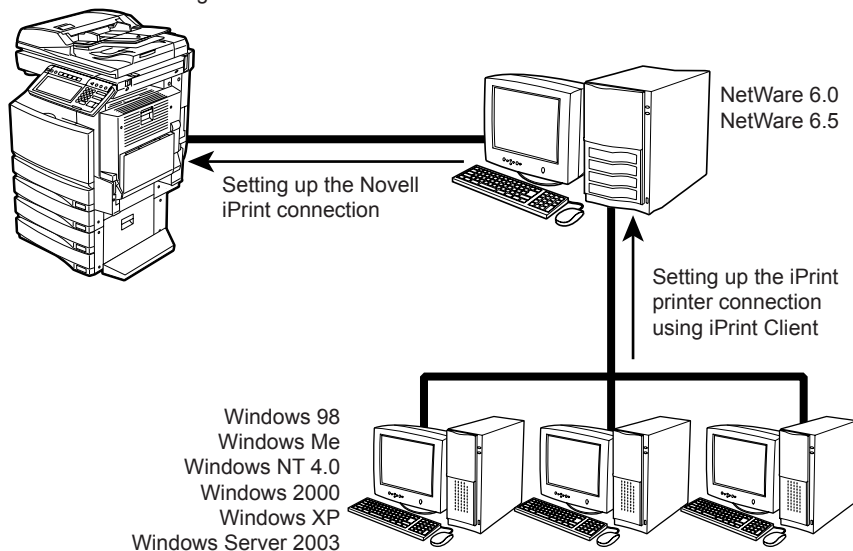 NetWare 6.0
NetWare 6.5
Setting up the Novell
iPrint connection
Setting up the iPrint
printer connection
using iPrint Client
Windows 98
Windows Me
Windows NT 4.0
Windows 2000
Windows XP
Windows Server 2003